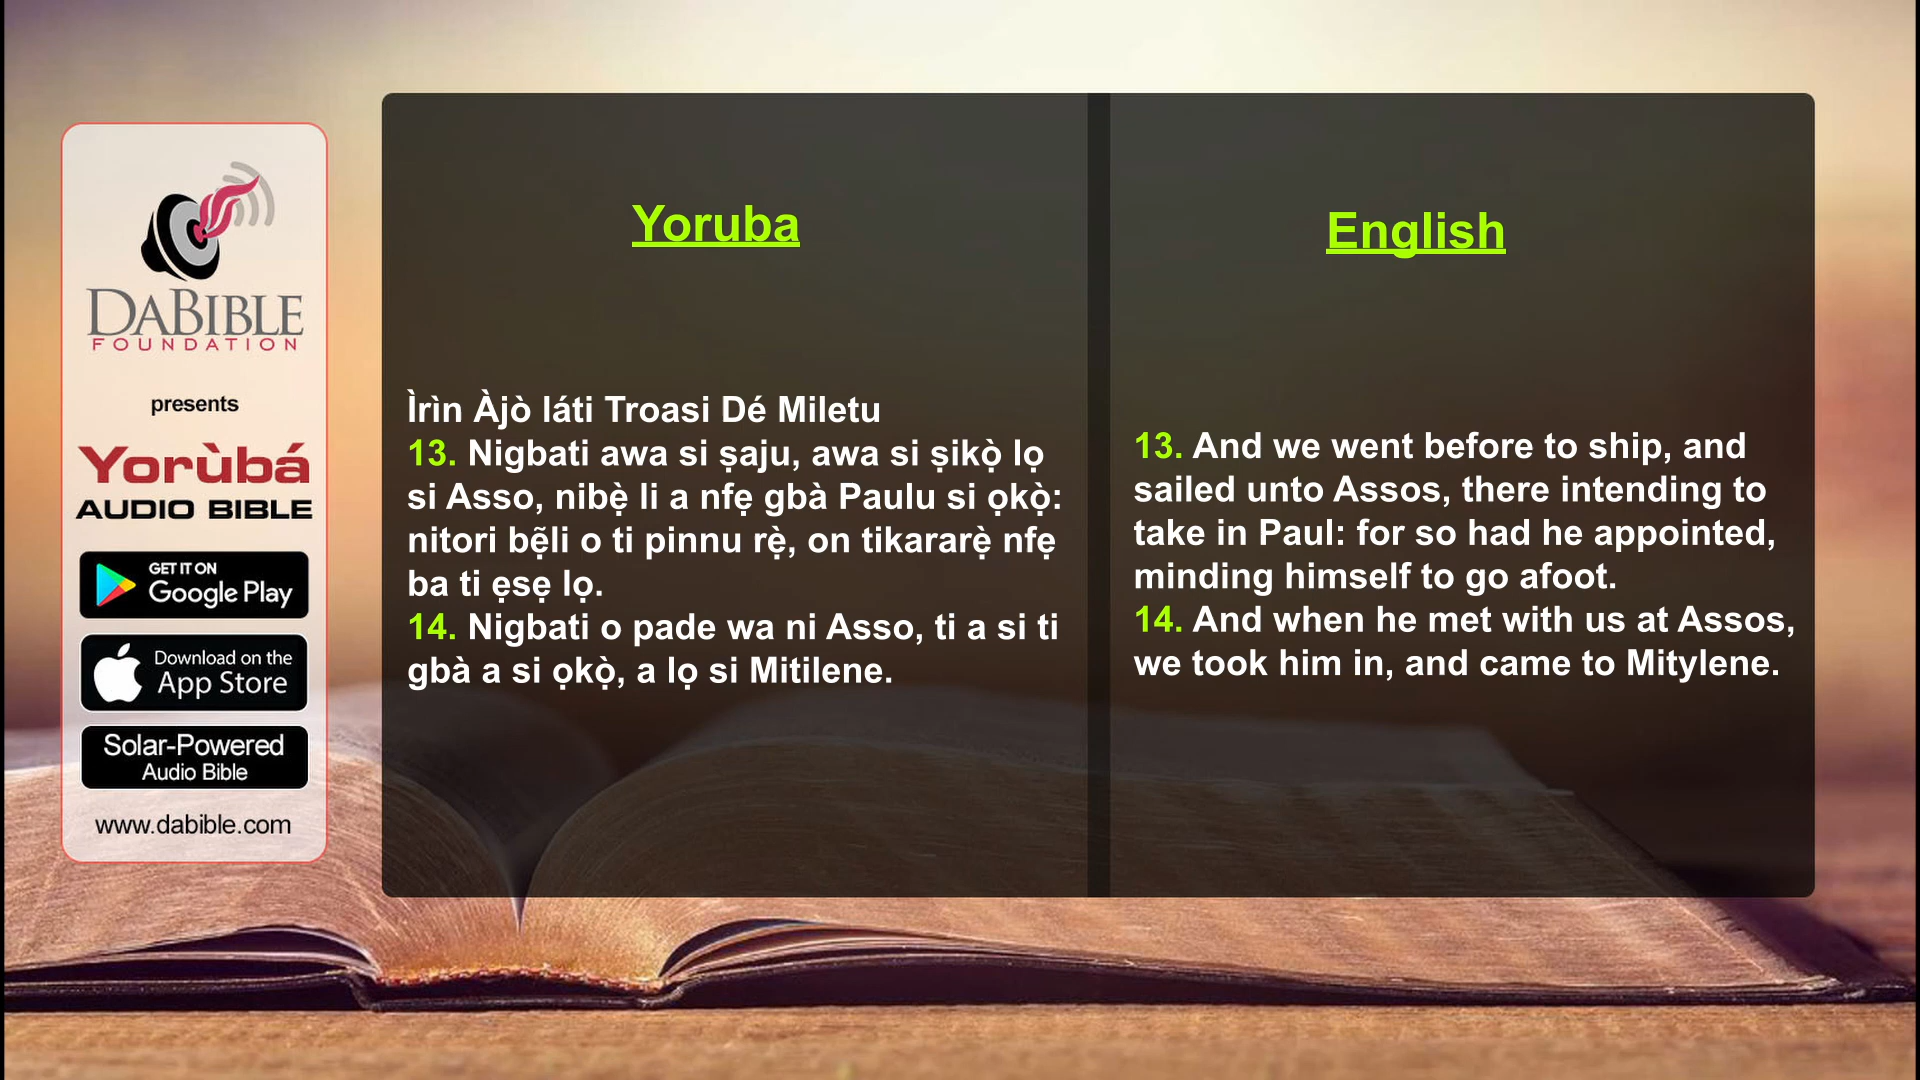 DABIBLE
FOUNDATION
presents
Yorùbá
AUDIO BIBLE
GET IT ON
Google Play
Download on the
App Store
Solar-Powered
Audio Bible
www.dabible.com
Yoruba
Ìrìn Àjò láti Troasi Dé Miletu
13. Nigbati awa si ṣaju, awa si ṣikọ̀ lọ
si Asso, nibẹ̀ li a nfẹ gbà Paulu si ọkọ̀:
nitori bẹ̃li o ti pinnu rẹ̀, on tikararẹ̀ nfẹ
ba ti ẹsẹ lọ.
14. Nigbati o pade wa ni Asso, ti a si ti
gbà a si ọkọ̀, a lọ si Mitilene.
English
13. And we went before to ship, and
sailed unto Assos, there intending to
take in Paul: for so had he appointed,
minding himself to go afoot.
14. And when he met with us at Assos,
we took him in, and came to Mitylene.